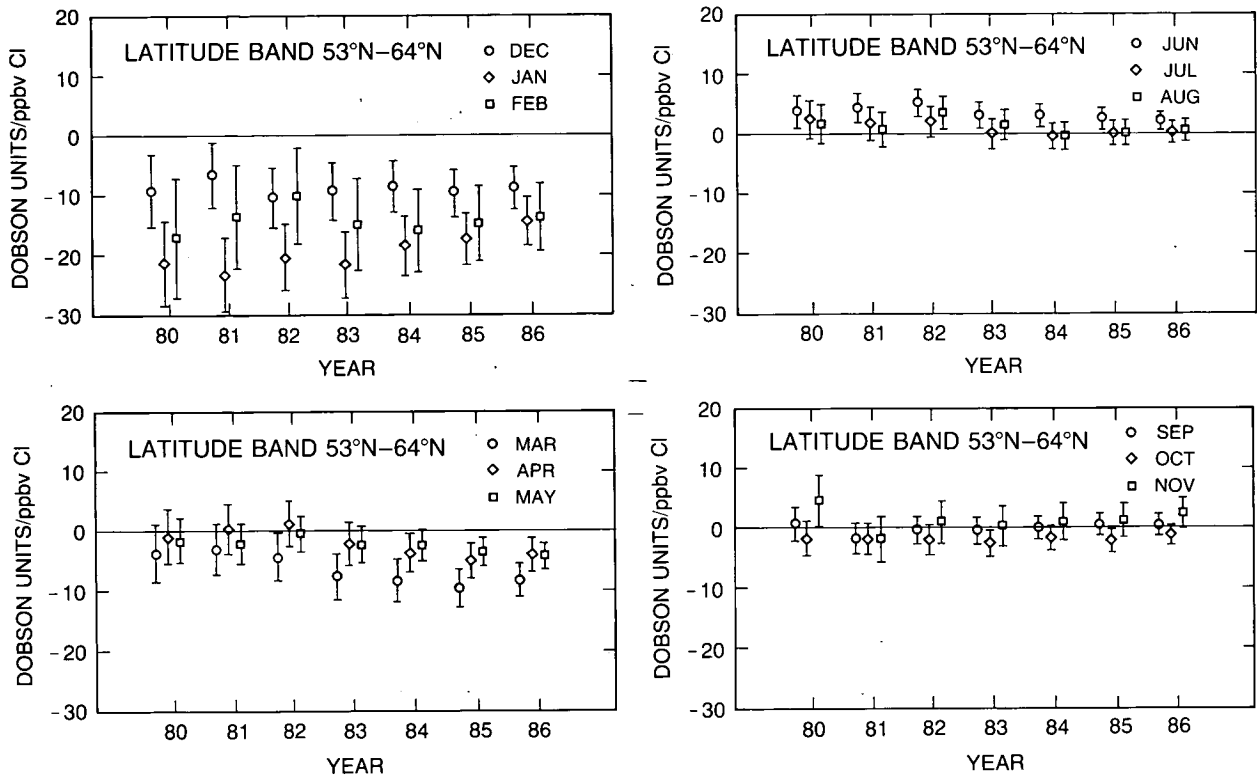 20
10
0
-10
-20
-30
DOBSON UNITS/ppbv Cl
LATITUDE BAND 53°N–64°N
DEC
JAN
FEB
80 81 82 83 84 85 86
YEAR
20
10
0
-10
-20
-30
DOBSON UNITS/ppbv Cl
LATITUDE BAND 53°N–64°N
JUN
JUL
AUG
80 81 82 83 84 85 86
YEAR
20
10
0
-10
-20
-30
DOBSON UNITS/ppbv Cl
LATITUDE BAND 53°N–64°N
MAR
APR
MAY
80 81 82 83 84 85 86
YEAR
20
10
0
-10
-20
-30
DOBSON UNITS/ppbv Cl
LATITUDE BAND 53°N–64°N
SEP
OCT
NOV
80 81 82 83 84 85 86
YEAR